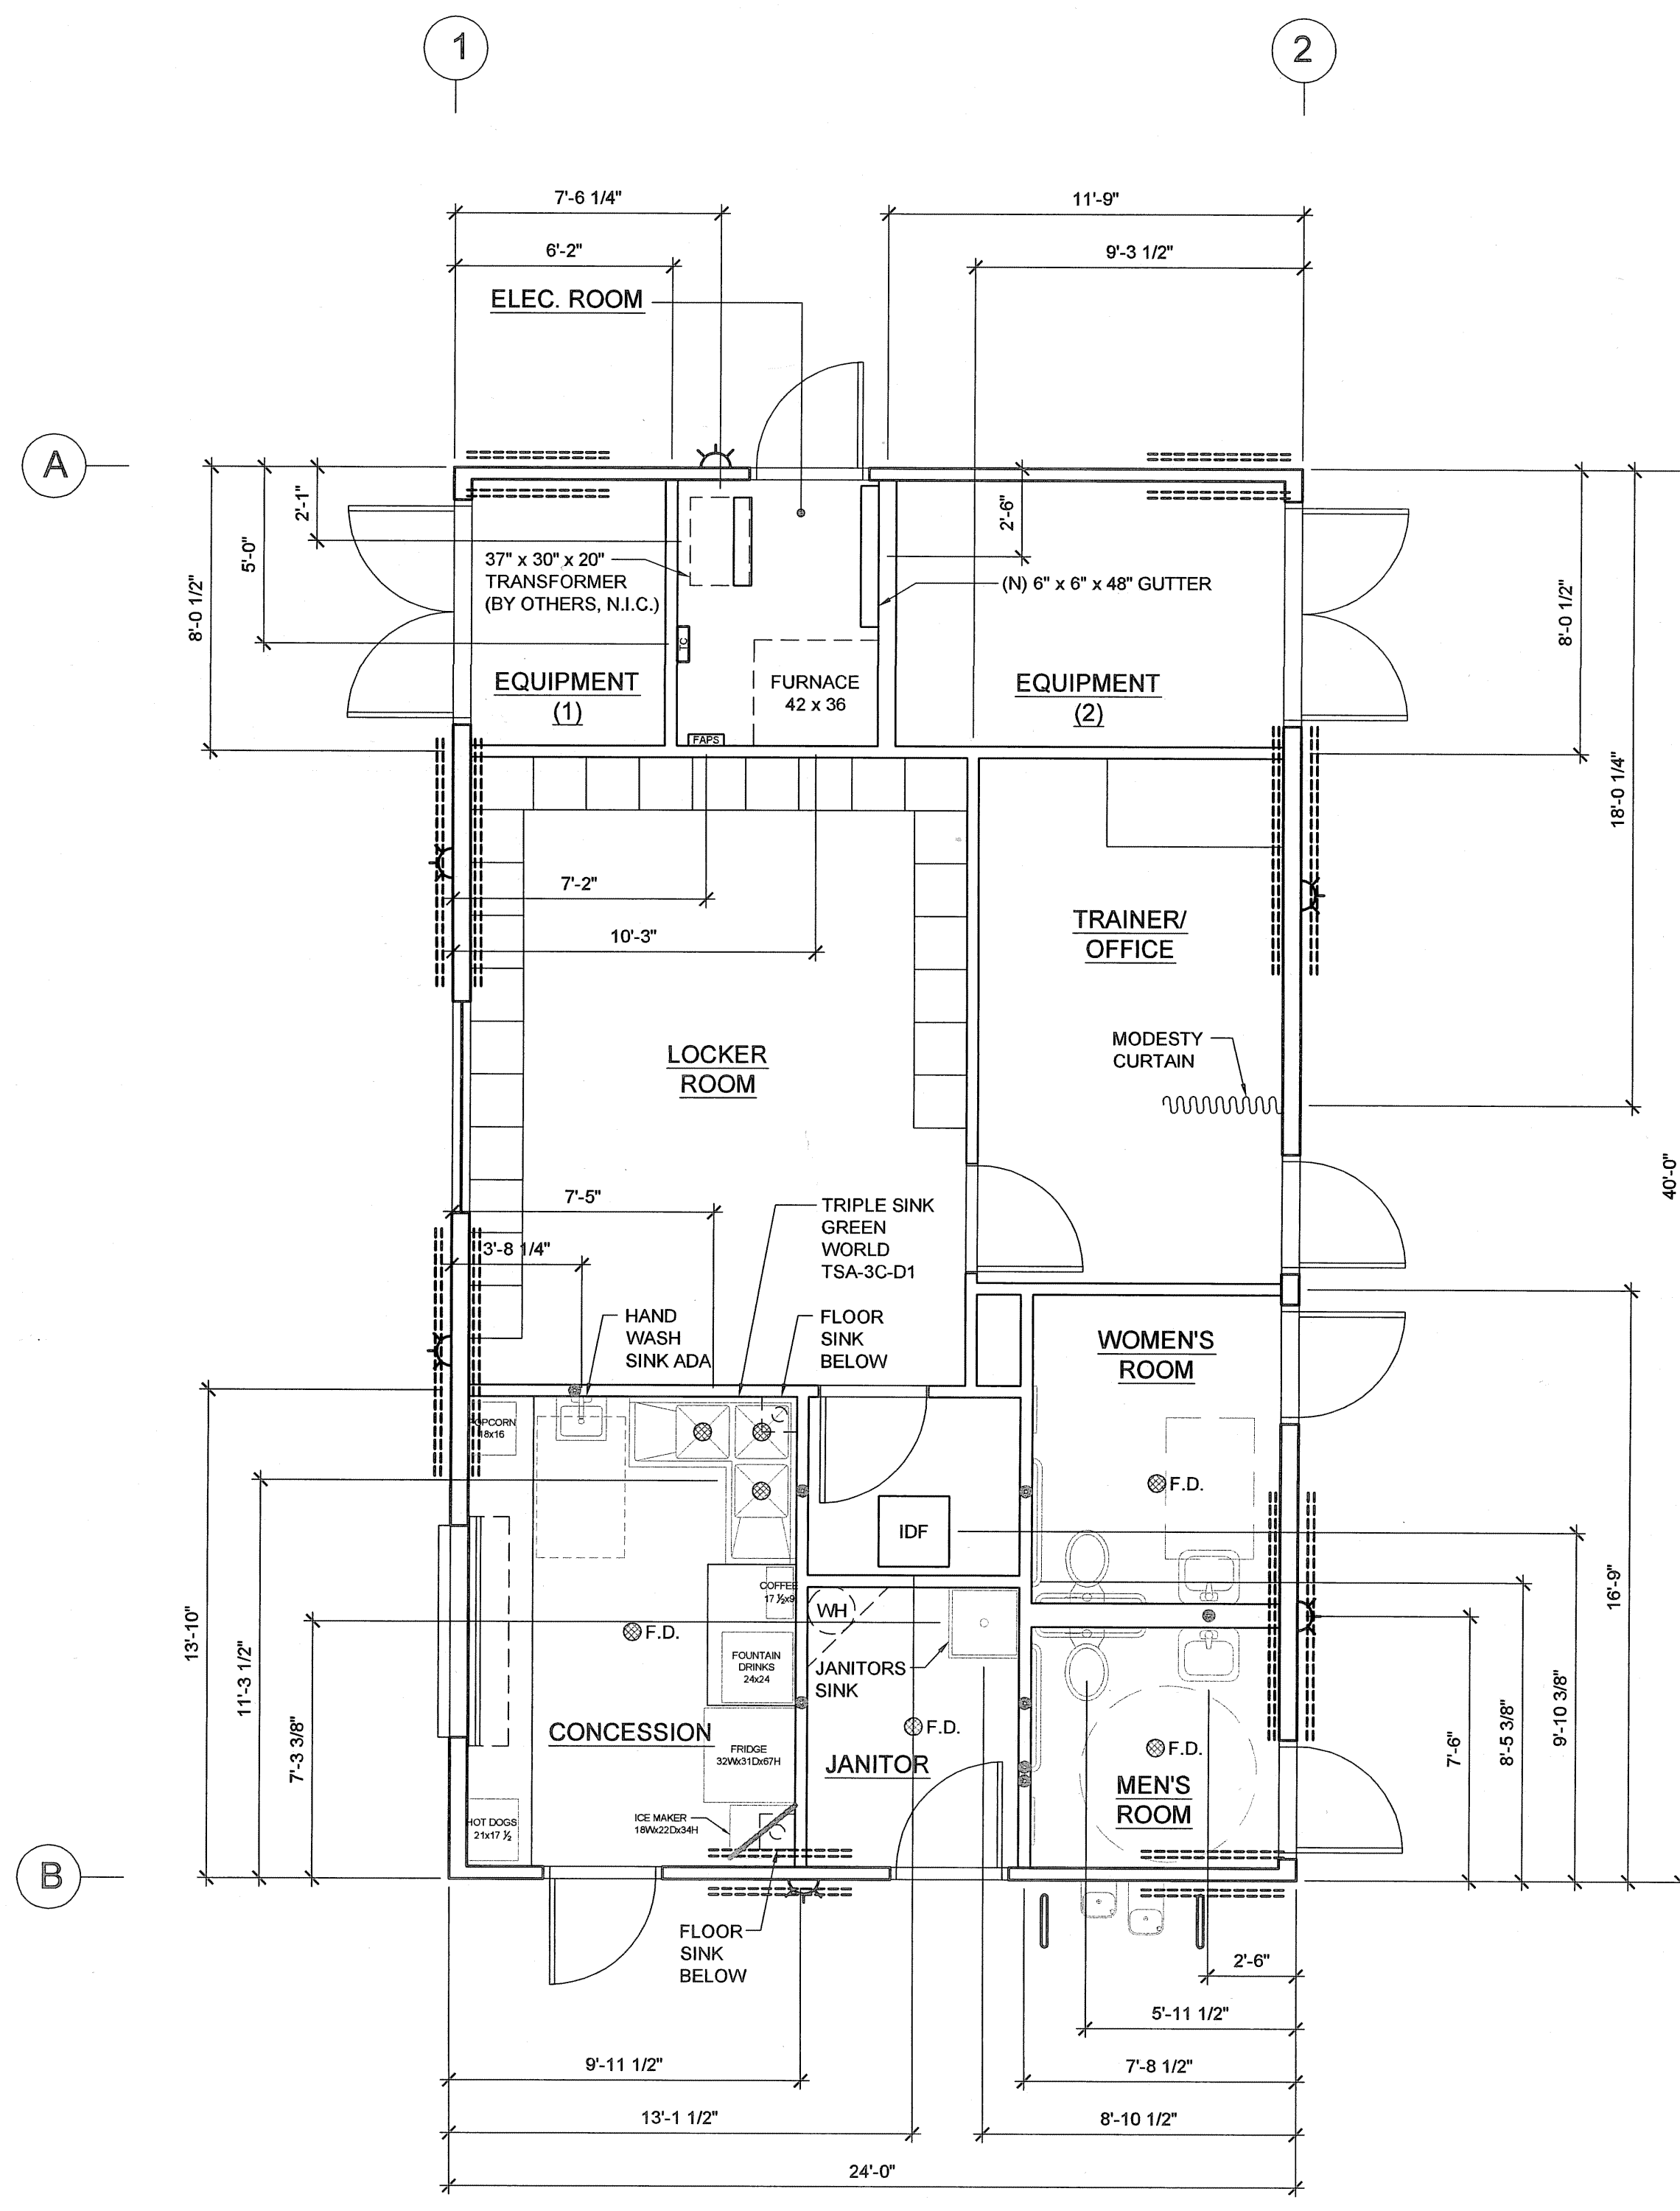 1
2
7'-6 1/4"
11'-9"
6'-2"
9'-3 1/2"
ELEC. ROOM
A
2'-1"
5'-0"
8'-0 1/2"
2'-6"
37" x 30" x 20"
TRANSFORMER
(BY OTHERS, N.I.C.)
(N) 6" x 6" x 48" GUTTER
8'-0 1/2"
TC
EQUIPMENT
(1)
FURNACE
42 x 36
EQUIPMENT
(2)
FAPS
18'-0 1/4"
7'-2"
10'-3"
TRAINER/
OFFICE
LOCKER
ROOM
MODESTY
CURTAIN
40'-0"
7'-5"
3'-8 1/4"
TRIPLE SINK
GREEN
WORLD
TSA-3C-D1
HAND
WASH
SINK ADA
FLOOR
SINK
BELOW
WOMEN'S
ROOM
POPCORN
18x16
F.D.
IDF
COFFEE
17 ½x9
WH
F.D.
FOUNTAIN
DRINKS
24x24
JANITORS
SINK
13'-10"
11'-3 1/2"
7'-3 3/8"
16'-9"
9'-10 3/8"
8'-5 3/8"
7'-6"
CONCESSION
FRIDGE
32Wx31Dx67H
F.D.
JANITOR
F.D.
MEN'S
ROOM
HOT DOGS
21x17 ½
ICE MAKER
18Wx22Dx34H
B
FLOOR
SINK
BELOW
2'-6"
5'-11 1/2"
9'-11 1/2"
7'-8 1/2"
13'-1 1/2"
8'-10 1/2"
24'-0"